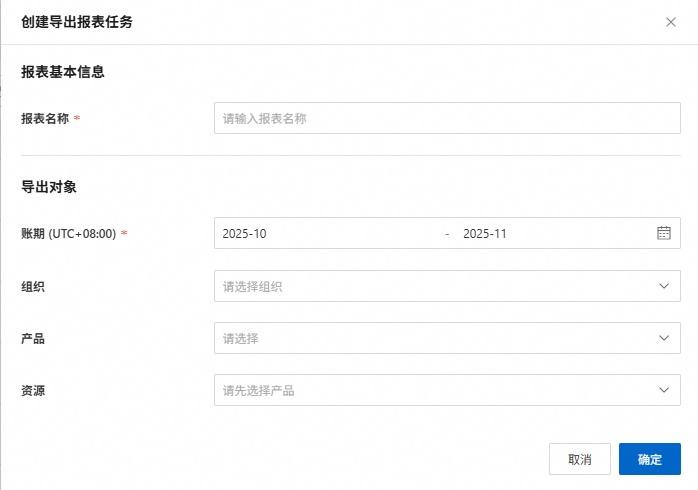 创建导出报表任务
报表基本信息
报表名称 *
请输入报表名称
导出对象
账期 (UTC+08:00) *
2025-10 - 2025-11
组织
请选择组织
产品
请选择
资源
请先选择产品
取消
确定